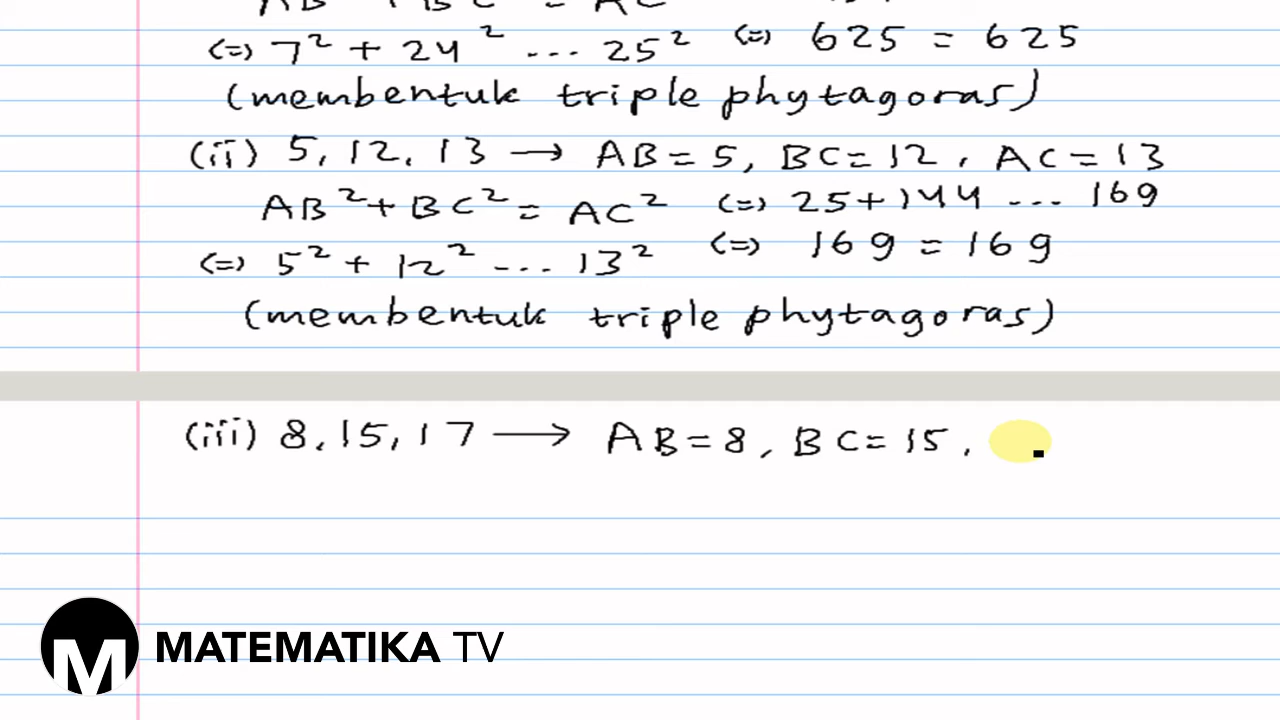 (⇔) 7² + 24² ... 25² (⇔) 625 = 625
(membentuk triple phytagoras)
(ii) 5, 12, 13 → AB = 5, BC = 12, AC = 13
AB² + BC² = AC² (⇔) 25 + 144 ... 169
(⇔) 5² + 12² ... 13² (⇔) 169 = 169
(membentuk triple phytagoras)
(iii) 8, 15, 17 → AB = 8, BC = 15,
M MATEMATIKA TV